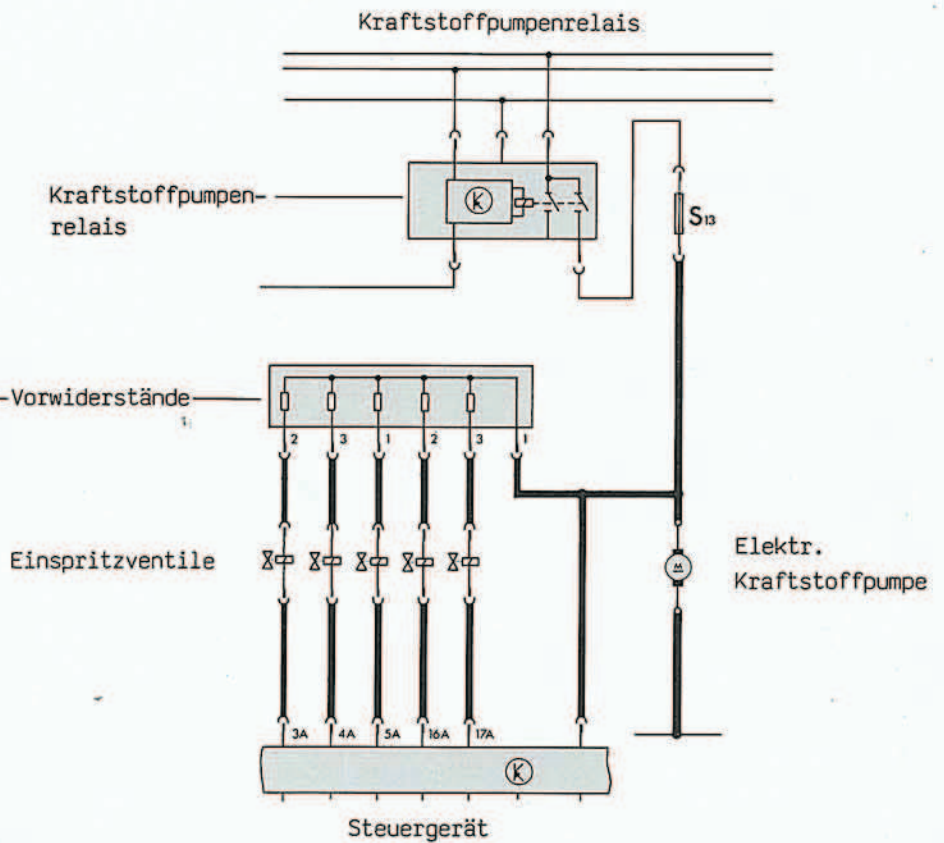 Kraftstoffpumpenrelais
Kraftstoffpumpen-
relais
K
S13
Vorwiderstände
2 3 1 2 3 1
Einspritzventile
M
Elektr.
Kraftstoffpumpe
3A 4A 5A 16A 17A
K
Steuergerät